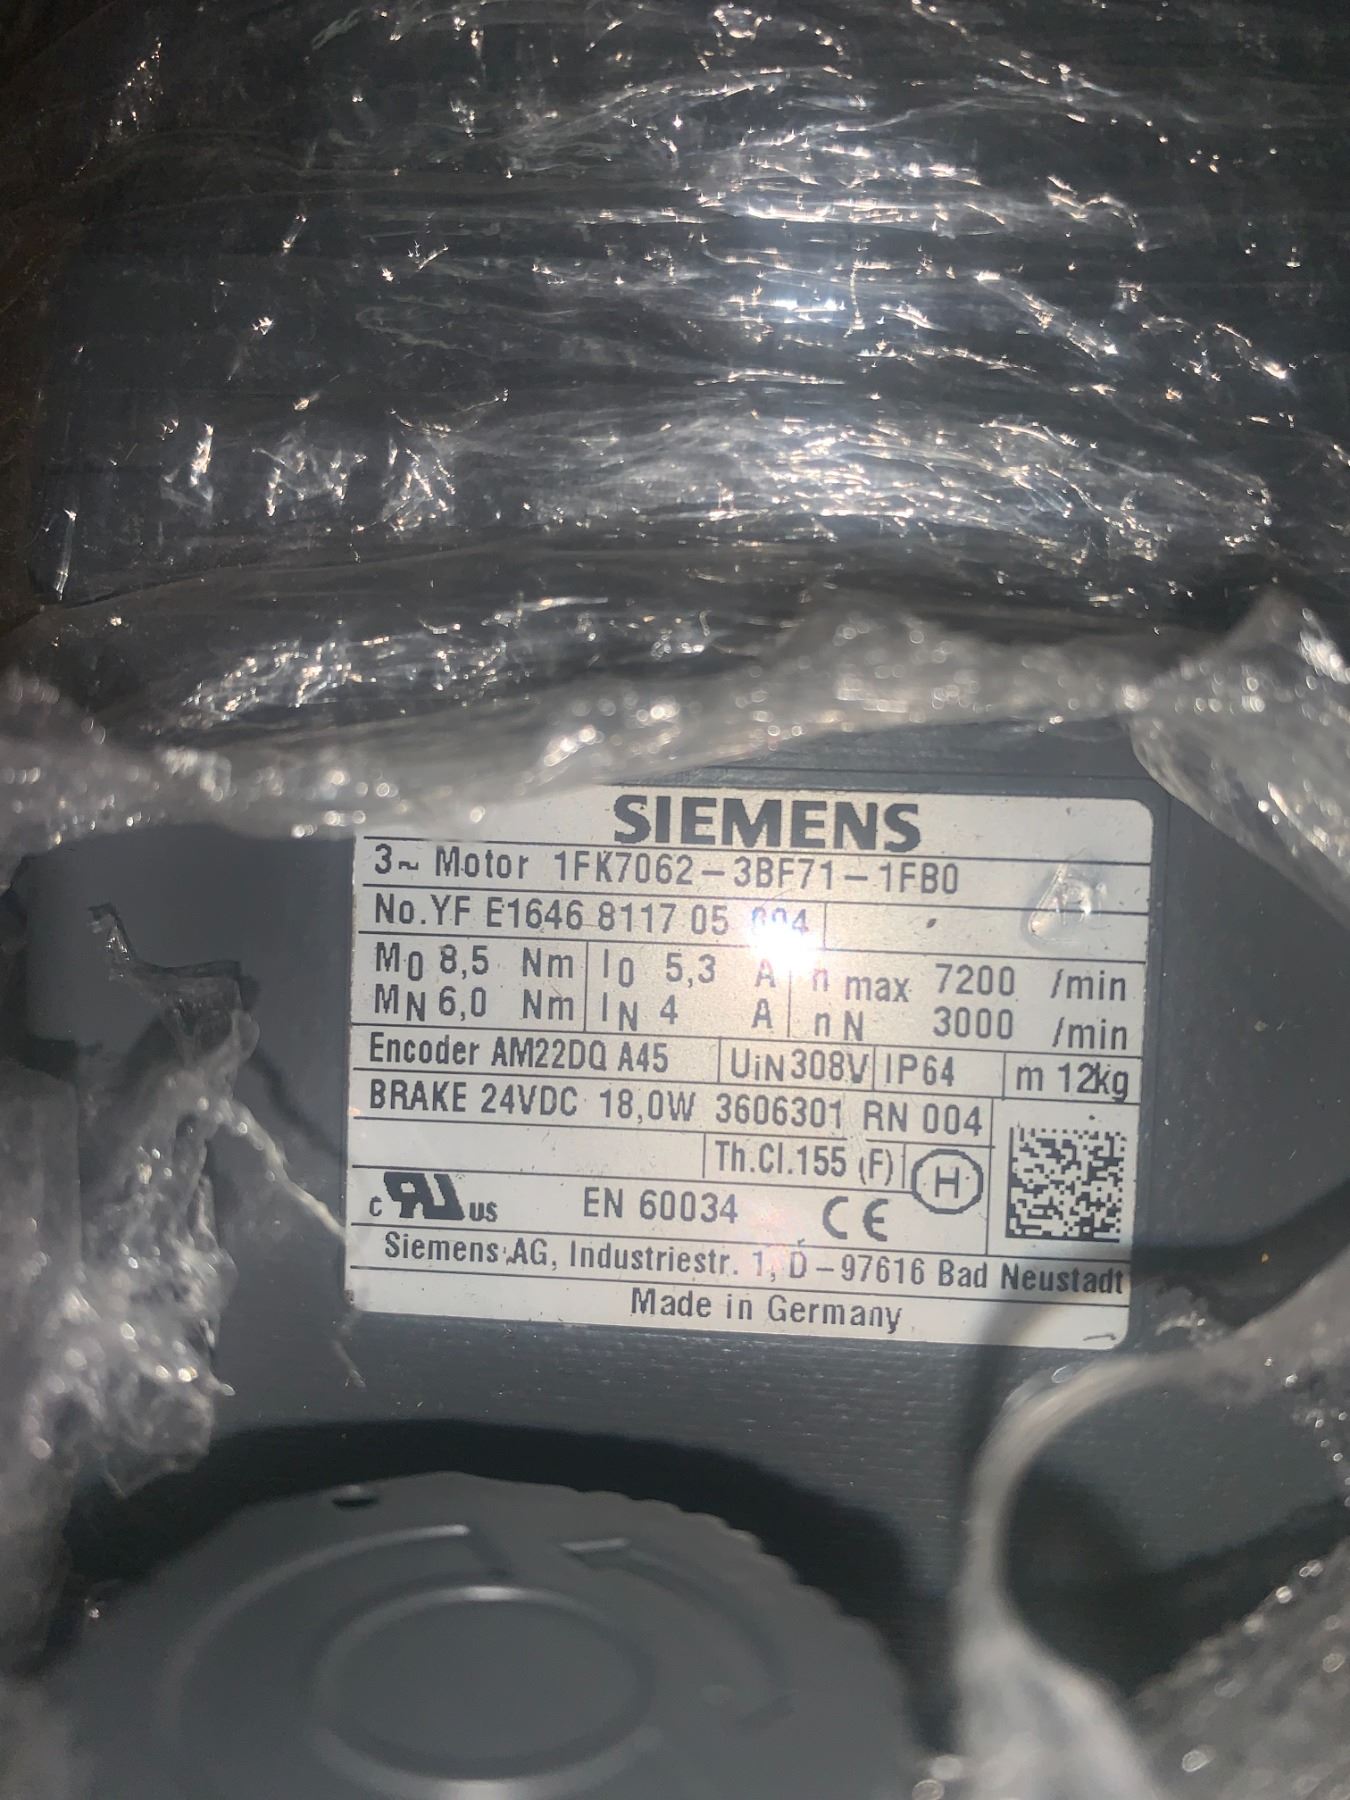 SIEMENS
3~ Motor 1FK7062-3BF71-1FB0
No.YF E1646 8117 05
M0 8,5 Nm I0 5,3 A n max 7200 /min
MN 6,0 Nm IN 4 A nN 3000 /min
Encoder AM22DQ A45 UiN 308V IP64 m 12kg
BRAKE 24VDC 18,0W 3606301 RN 004
Th.Cl.155 (F) H
c RU US EN 60034 CE
Siemens AG, Industriestr. 1, D-97616 Bad Neustadt
Made in Germany